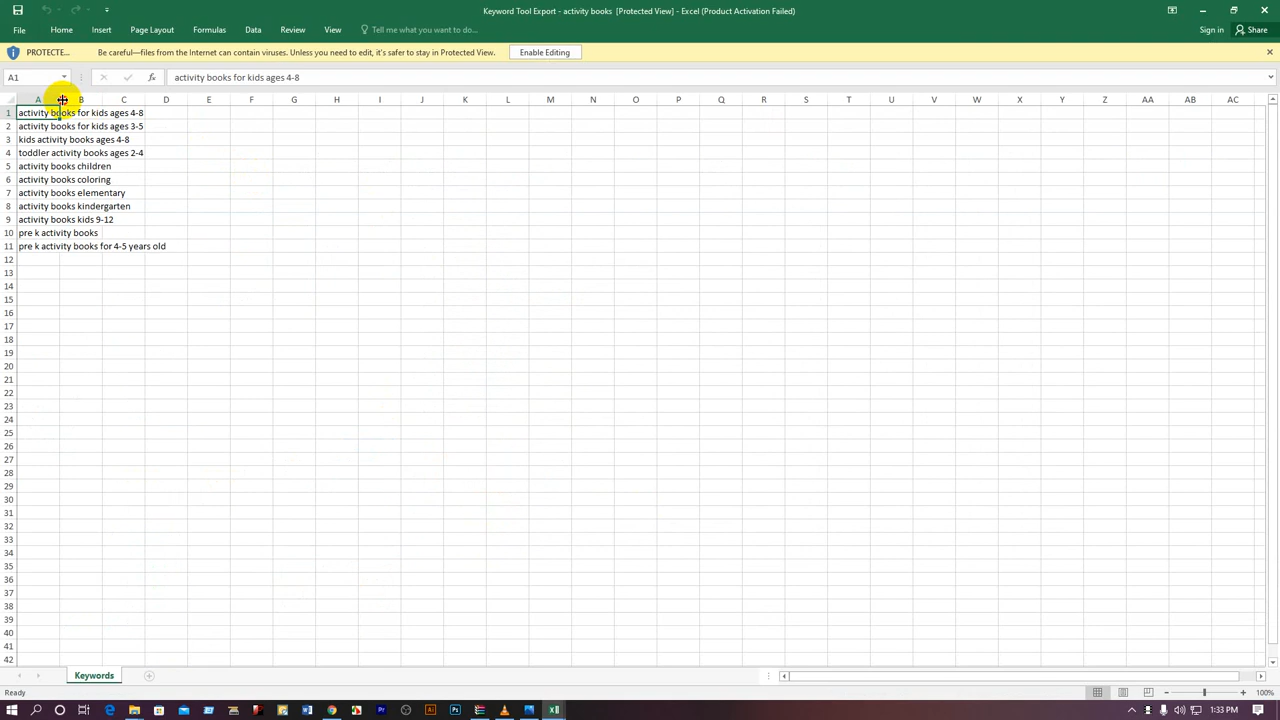 Keyword Tool Export - activity books [Protected View] - Excel (Product Activation Failed)
File Home Insert Page Layout Formulas Data Review View Tell me what you want to do... Sign in Share
PROTECTE... Be careful—files from the Internet can contain viruses. Unless you need to edit, it's safer to stay in Protected View. Enable Editing
A1 fx activity books for kids ages 4-8
A B C D E F G H I J K L M N O P Q R S T U V W X Y Z AA AB AC
1 activity books for kids ages 4-8
2 activity books for kids ages 3-5
3 kids activity books ages 4-8
4 toddler activity books ages 2-4
5 activity books children
6 activity books coloring
7 activity books elementary
8 activity books kindergarten
9 activity books kids 9-12
10 pre k activity books
11 pre k activity books for 4-5 years old
12
13
14
15
16
17
18
19
20
21
22
23
24
25
26
27
28
29
30
31
32
33
34
35
36
37
38
39
40
41
42
Keywords
Ready 100%
1:33 PM